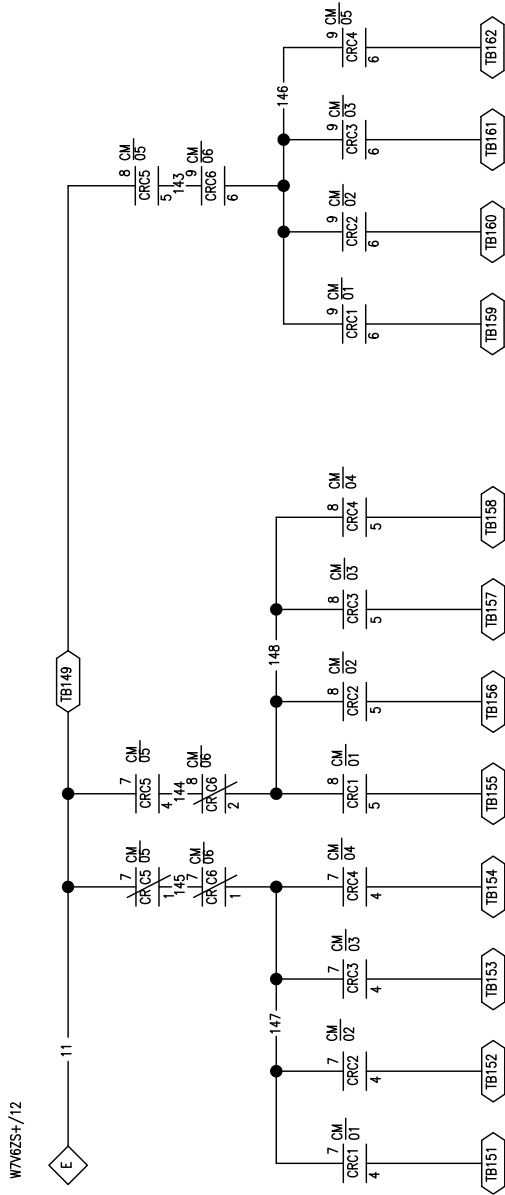 W7V6ZS+/12
E
11
TB149
7 CM 05
CRC5
1
7 CM 05
CRC5
4
8 CM 05
CRC5
5
145
144
143
7 CM 06
CRC6
1
8 CM 06
CRC6
2
9 CM 06
CRC6
6
147
148
146
7 CM 01
CRC1
4
7 CM 02
CRC2
4
7 CM 03
CRC3
4
7 CM 04
CRC4
4
8 CM 01
CRC1
5
8 CM 02
CRC2
5
8 CM 03
CRC3
5
8 CM 04
CRC4
5
9 CM 01
CRC1
6
9 CM 02
CRC2
6
9 CM 03
CRC3
6
9 CM 05
CRC4
6
TB151
TB152
TB153
TB154
TB155
TB156
TB157
TB158
TB159
TB160
TB161
TB162